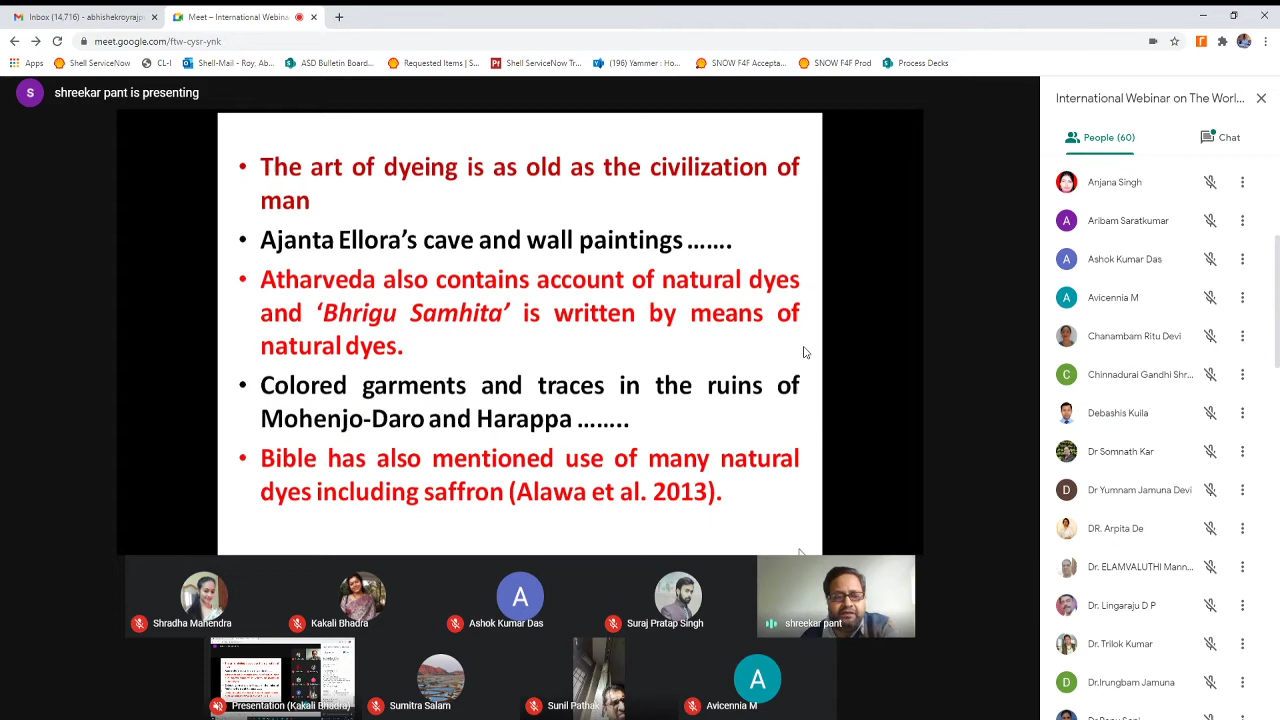 Inbox (14,716) - abhishekroyrajp
Meet – International Webina
meet.google.com/ftw-cysr-ynk
Apps
Shell ServiceNow
CL-I
Shell-Mail - Roy, Ab...
ASD Bulletin Board...
Requested Items | S...
Shell ServiceNow Tr...
(196) Yammer : Ho...
SNOW F4F Accepta...
SNOW F4F Prod
Process Decks
S
shreekar pant is presenting
• The art of dyeing is as old as the civilization of
man
• Ajanta Ellora's cave and wall paintings …….
• Atharveda also contains account of natural dyes
and ‘Bhrigu Samhita’ is written by means of
natural dyes.
• Colored garments and traces in the ruins of
Mohenjo-Daro and Harappa ……..
• Bible has also mentioned use of many natural
dyes including saffron (Alawa et al. 2013).
Shradha Mahendra
Kakali Bhadra
A
Ashok Kumar Das
Suraj Pratap Singh
shreekar pant
Presentation (Kakali Bhadra)
Sumitra Salam
Sunil Pathak
A
Avicennia M
International Webinar on The Worl...
People (60)
Chat
Anjana Singh
A Aribam Saratkumar
A Ashok Kumar Das
A Avicennia M
Chanambam Ritu Devi
C Chinnadurai Gandhi Shr...
Debashis Kuila
Dr Somnath Kar
D Dr Yumnam Jamuna Devi
DR. Arpita De
Dr. ELAMVALUTHI Mann...
Dr. Lingaraju D P
Dr. Trilok Kumar
D Dr.Irungbam Jamuna